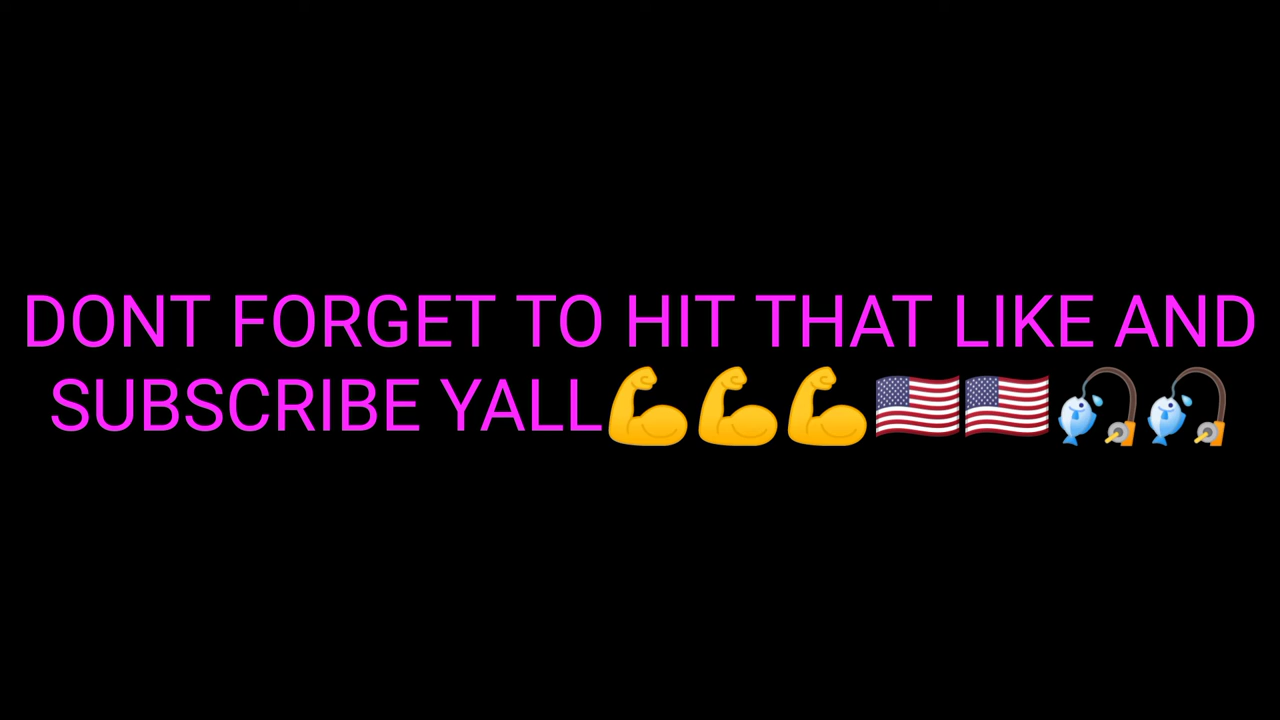 DONT FORGET TO HIT THAT LIKE AND
SUBSCRIBE YALL💪💪💪🇺🇸🇺🇸🎣🎣